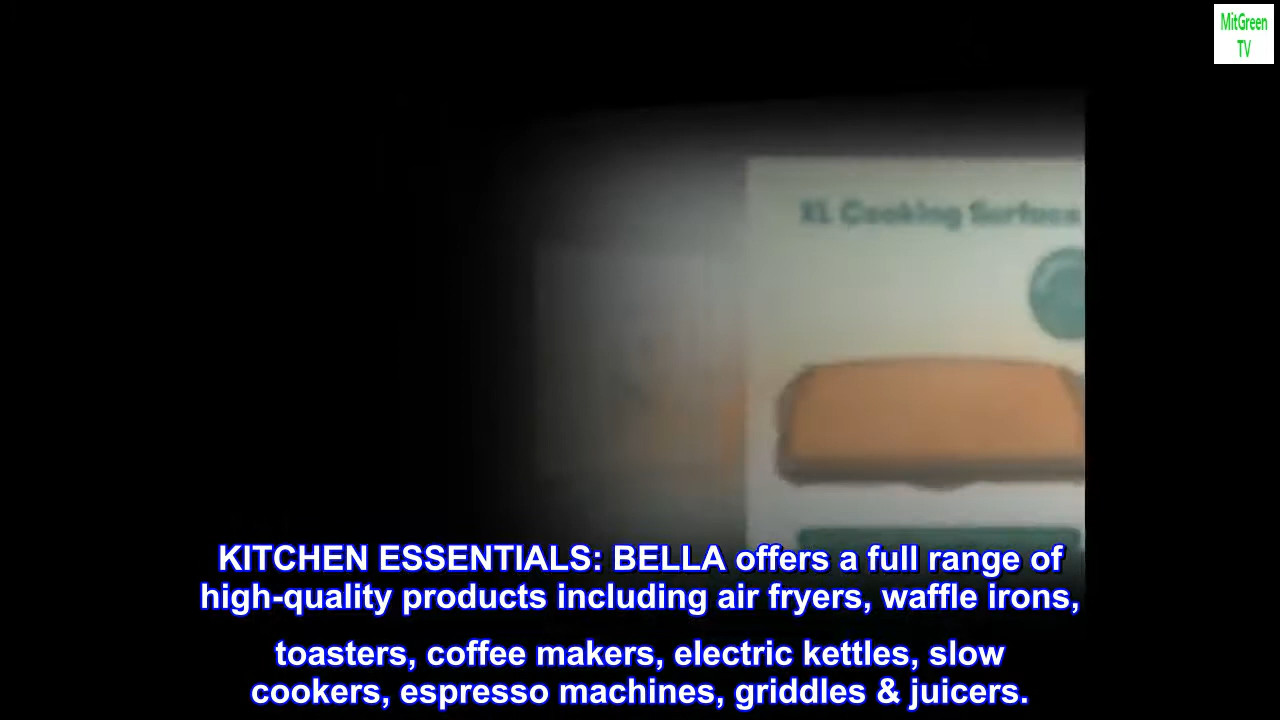 MitGreen
TV
XL Cooking Surface
KITCHEN ESSENTIALS: BELLA offers a full range of
high-quality products including air fryers, waffle irons,
toasters, coffee makers, electric kettles, slow
cookers, espresso machines, griddles & juicers.